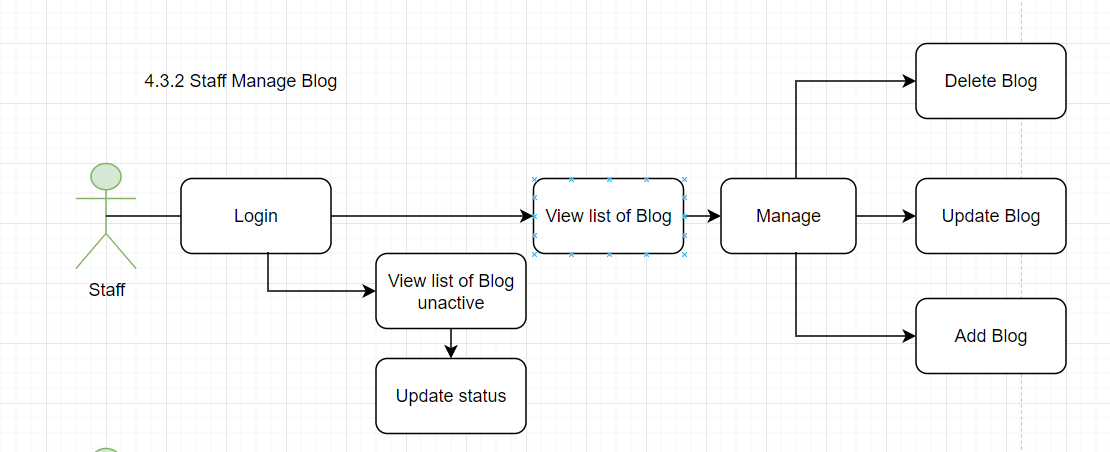 4.3.2 Staff Manage Blog
Delete Blog
Login
View list of Blog
Manage
Update Blog
Staff
View list of Blog
unactive
Add Blog
Update status